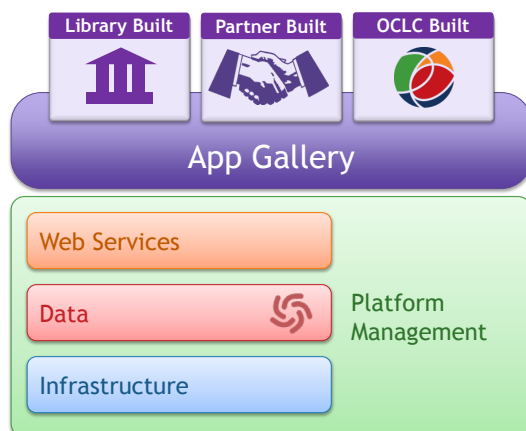 Library Built
Partner Built
OCLC Built
App Gallery
Web Services
Data
Platform
Management
Infrastructure